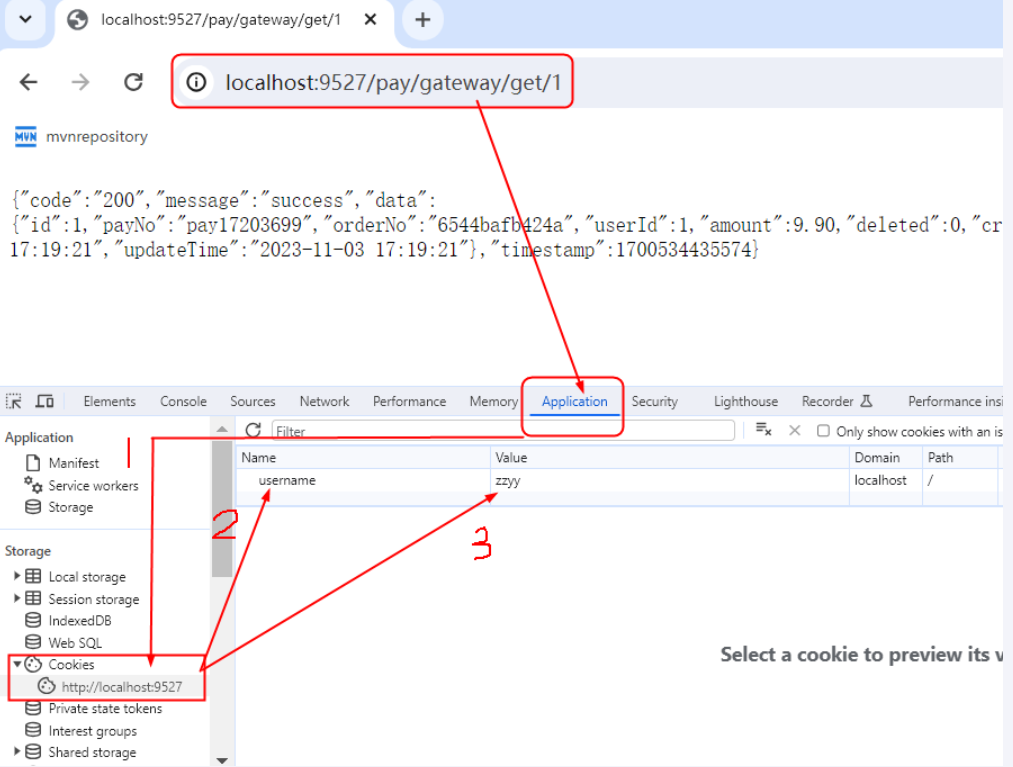 localhost:9527/pay/gateway/get/1
localhost:9527/pay/gateway/get/1
MVN mvnrepository
{"code":"200","message":"success","data":
{"id":1,"payNo":"pay17203699","orderNo":"6544bafb424a","userId":1,"amount":9.90,"deleted":0,"cr
17:19:21","updateTime":"2023-11-03 17:19:21"},"timestamp":1700534435574}
Elements Console Sources Network Performance Memory Application Security Lighthouse Recorder Performance insi
Application
Filter
Only show cookies with an is
1
Manifest
Service workers
Storage
Name Value Domain Path
username zzyy localhost /
2
3
Storage
Local storage
Session storage
IndexedDB
Web SQL
Cookies
http://localhost:9527
Private state tokens
Interest groups
Shared storage
Select a cookie to preview its v